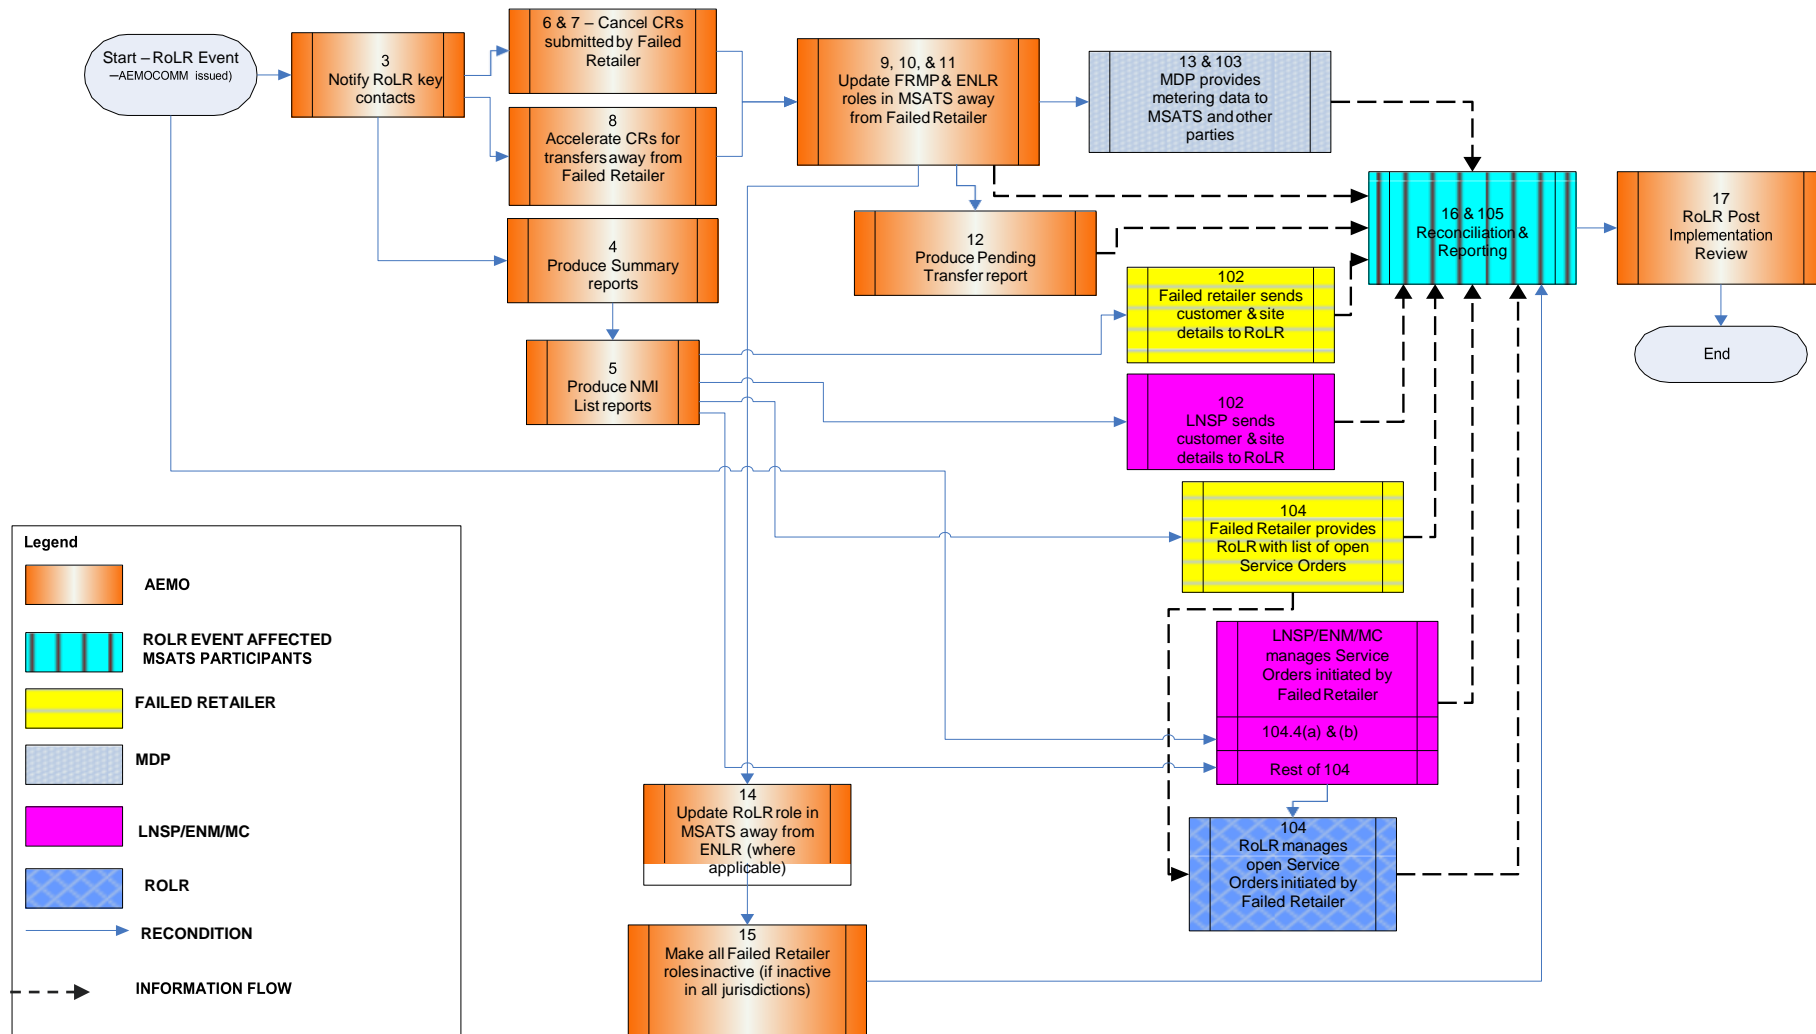 Start – RoLR Event
–AEMOCOMM issued)
3
Notify RoLR key
contacts
6 & 7 – Cancel CRs
submitted by Failed
Retailer
8
Accelerate CRs for
transfers away from
Failed Retailer
4
Produce Summary
reports
5
Produce NMI
List reports
9, 10, & 11
Update FRMP & ENLR
roles in MSATS away
from Failed Retailer
12
Produce Pending
Transfer report
13 & 103
MDP provides
metering data to
MSATS and other
parties
16 & 105
Reconciliation &
Reporting
17
RoLR Post
Implementation
Review
End
102
Failed retailer sends
customer & site
details to RoLR
102
LNSP sends
customer & site
details to RoLR
104
Failed Retailer provides
RoLR with list of open
Service Orders
LNSP/ENM/MC
manages Service
Orders initiated by
Failed Retailer
104.4(a) & (b)
Rest of 104
104
RoLR manages
open Service
Orders initiated by
Failed Retailer
14
Update RoLR role in
MSATS away from
ENLR (where
applicable)
15
Make all Failed Retailer
roles inactive (if inactive
in all jurisdictions)
Legend
AEMO
ROLR EVENT AFFECTED
MSATS PARTICIPANTS
FAILED RETAILER
MDP
LNSP/ENM/MC
ROLR
RECONDITION
INFORMATION FLOW